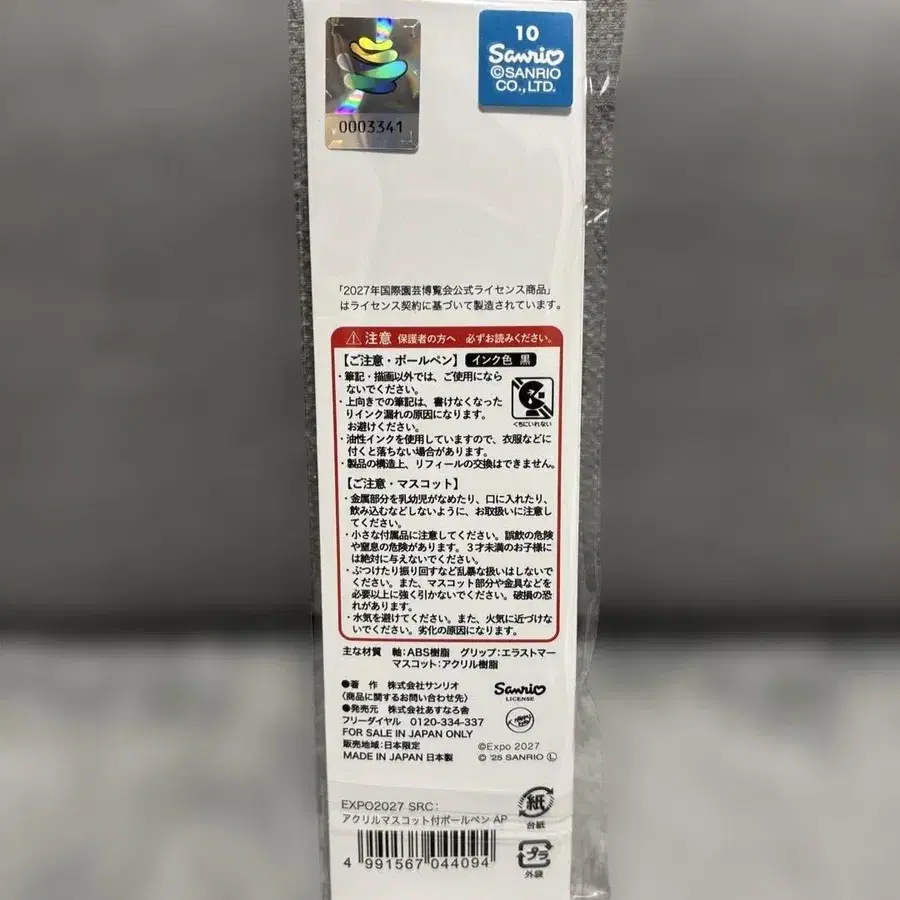 0003341
10
Sanrio
©SANRIO
CO.,LTD.
「2027年国際園芸博覧会公式ライセンス商品」
はライセンス契約に基づいて製造されています。
⚠注意 保護者の方へ 必ずお読みください。
【ご注意・ボールペン】 インク色 黒
・筆記・描画以外では、ご使用になら
ないでください。
・上向きでの筆記は、書けなくなった
りインク漏れの原因になります。
お避けください。
くちにいれない
・油性インクを使用していますので、衣服などに
付くと落ちない場合があります。
・製品の構造上、リフィールの交換はできません。
【ご注意・マスコット】
・金属部分を乳幼児がなめたり、口に入れたり、
飲み込むなどしないように、お取扱いに注意し
てください。
・小さな付属品に注意してください。誤飲の危険
や窒息の危険があります。3才未満のお子様に
は絶対に与えないでください。
・ぶつけたり振り回すなど乱暴な扱いはしないで
ください。また、マスコット部分や金具などを
必要以上に強く引かないでください。破損の恐
れがあります。
・水気を避けてください。また、火気に近づけな
いでください。劣化の原因になります。
主な材質 軸:ABS樹脂 グリップ:エラストマー
マスコット:アクリル樹脂
●著 作 株式会社サンリオ
〈商品に関するお問い合わせ先〉
●発売元 株式会社あすなろ舎
フリーダイヤル 0120-334-337
FOR SALE IN JAPAN ONLY
販売地域:日本限定
MADE IN JAPAN 日本製
Sanrio
LICENSE
©Expo 2027
© '25 SANRIO Ⓛ
EXPO2027 SRC:
アクリルマスコット付ボールペン AP
4 991567 044094
紙
台紙
プラ
外袋